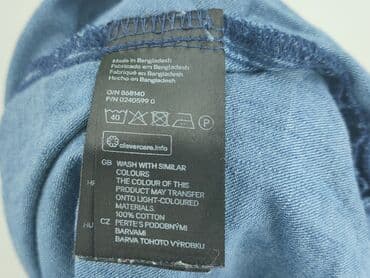 Made in Bangladesh
Fabricado em Bangladesh
Fabriqué en Bangladesh
Hecho en Bangladesh
O/N 868140
P/N 0240599 0
40
P
clevercare.info
GB WASH WITH SIMILAR
COLOURS
THE COLOUR OF THIS
PRODUCT MAY TRANSFER
ONTO LIGHT-COLOURED
MATERIALS.
100% COTTON
CZ PERTE S PODOBNÝMI
BARVAMI
BARVA TOHOTO VÝROBKU